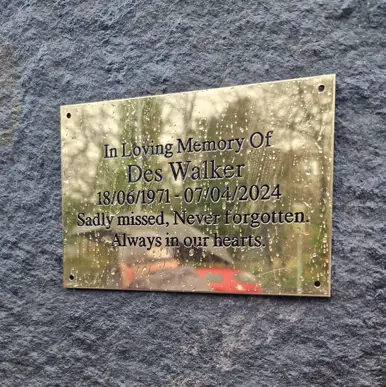 In Loving Memory Of
Des Walker
18/06/1971 - 07/04/2024
Sadly missed, Never forgotten.
Always in our hearts.